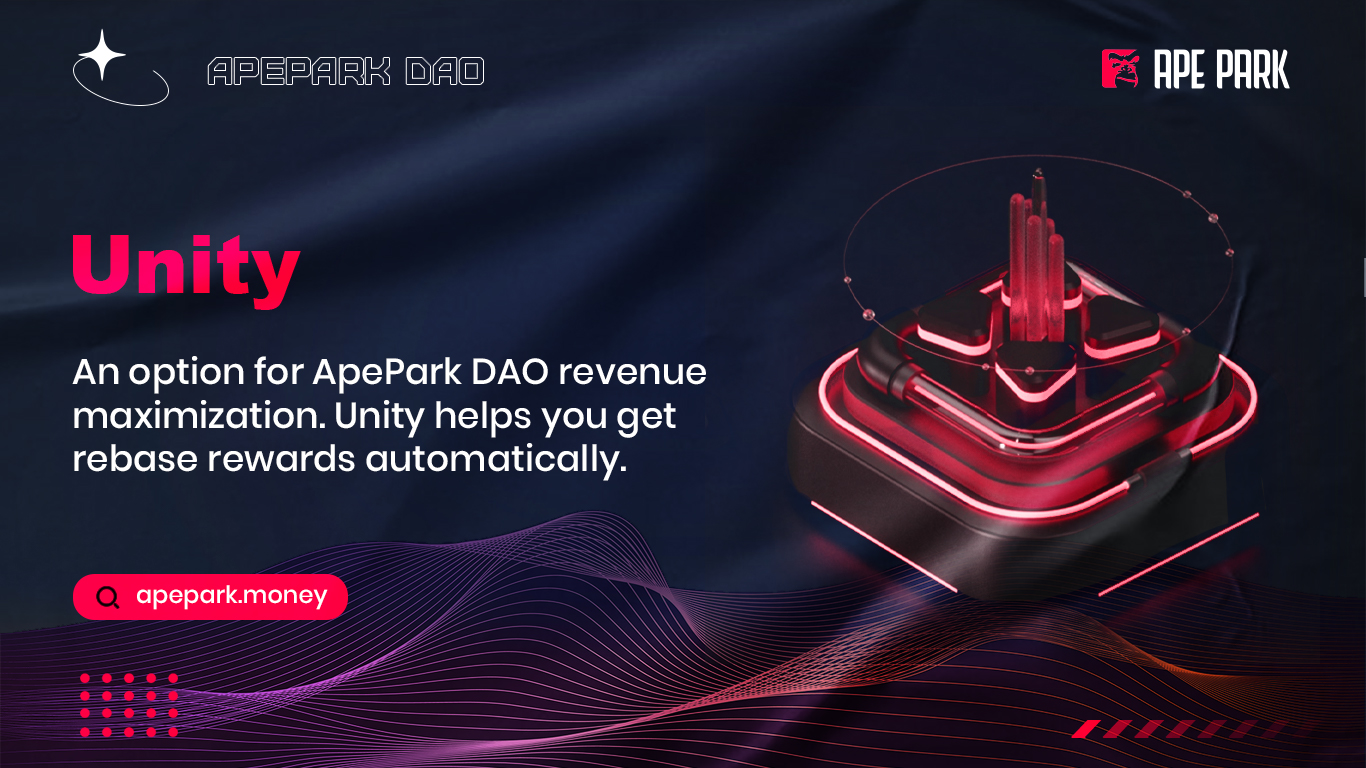 APEPARK DAO
APE PARK
Unity
An option for ApePark DAO revenue
maximization. Unity helps you get
rebase rewards automatically.
apepark.money